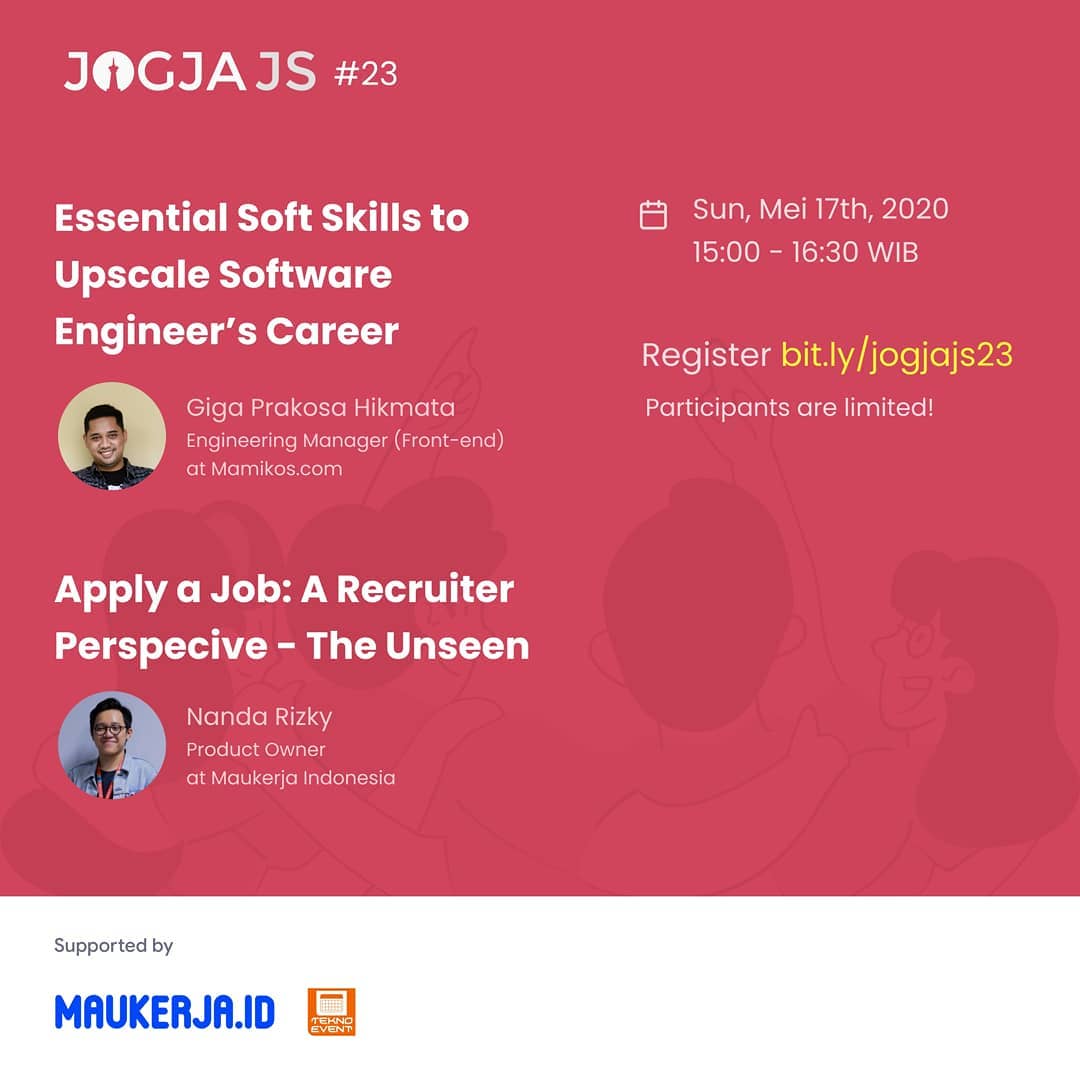 JOGJA JS #23
Essential Soft Skills to
Upscale Software
Engineer’s Career
Giga Prakosa Hikmata
Engineering Manager (Front-end)
at Mamikos.com
Apply a Job: A Recruiter
Perspecive - The Unseen
Nanda Rizky
Product Owner
at Maukerja Indonesia
Sun, Mei 17th, 2020
15:00 - 16:30 WIB
Register bit.ly/jogjajs23
Participants are limited!
Supported by
MAUKERJA.ID
TEKNO
EVENT